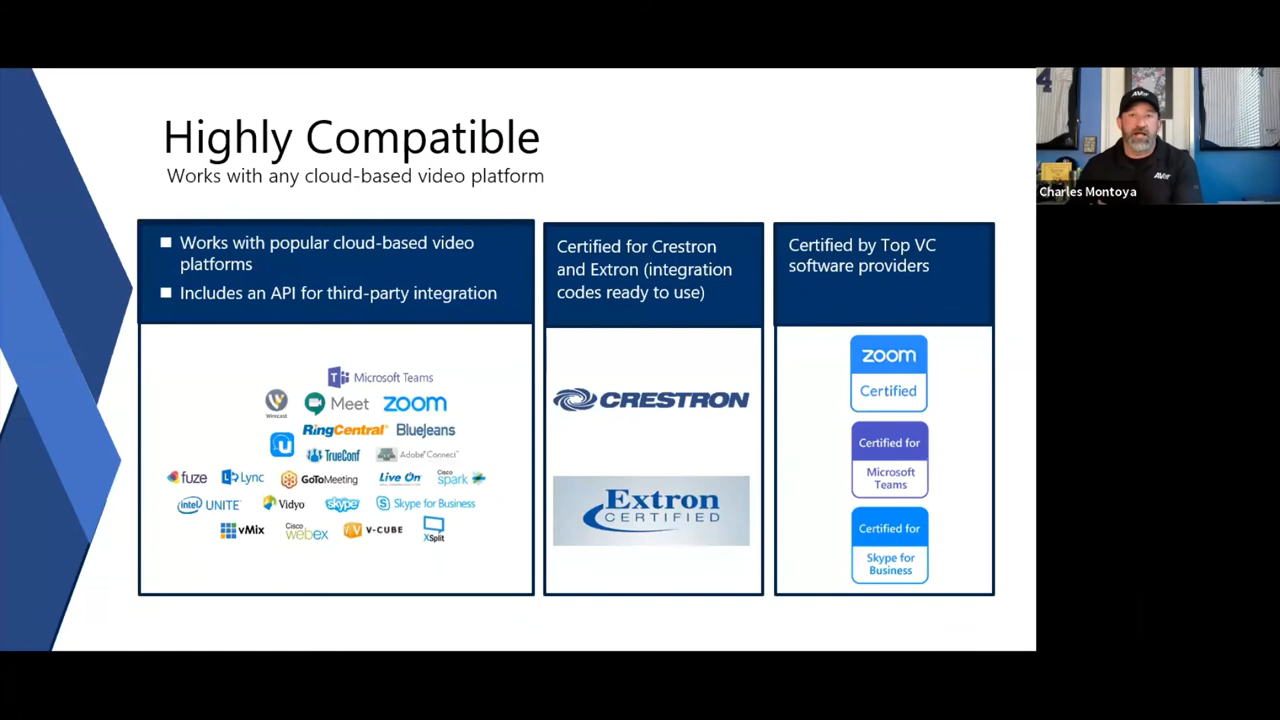 Highly Compatible
Works with any cloud-based video platform
■ Works with popular cloud-based video
platforms
■ Includes an API for third-party integration
Microsoft Teams
Wirecast
Meet
zoom
RingCentral
BlueJeans
TrueConf
Adobe Connect
fuze
Lync
GoToMeeting
Live On
Cisco
spark
intel UNITE
Vidyo
skype
Skype for Business
vMix
Cisco
webex
V-CUBE
XSplit
Certified for Crestron
and Extron (integration
codes ready to use)
CRESTRON
Extron
CERTIFIED
Certified by Top VC
software providers
zoom
Certified
Certified for
Microsoft
Teams
Certified for
Skype for
Business
4
AVer
AVer
Charles Montoya